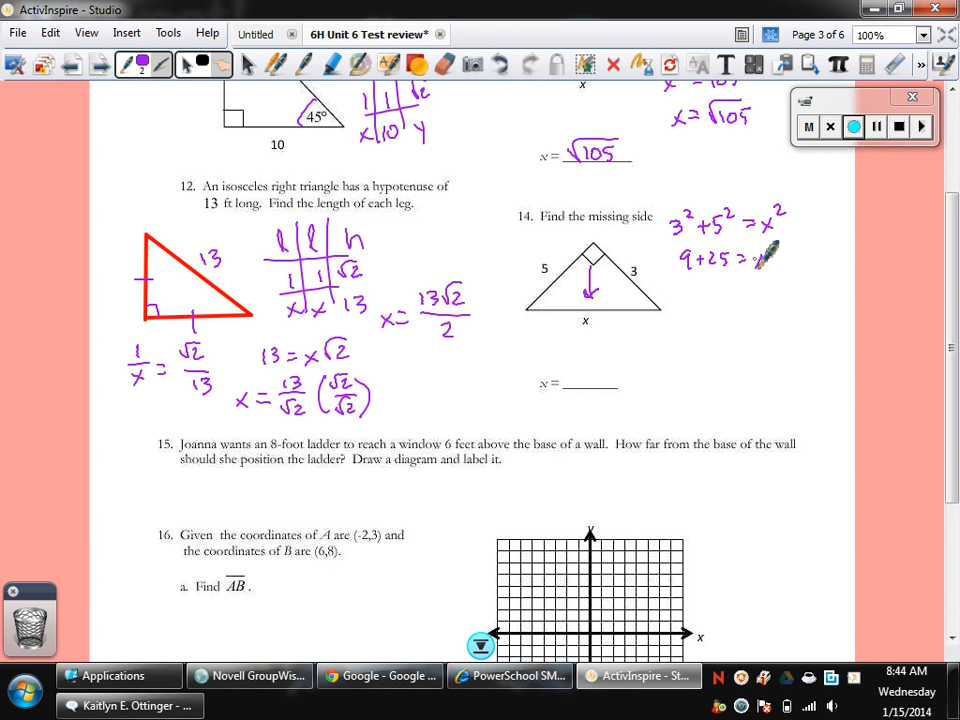 ActivInspire - Studio
File Edit View Insert Tools Help Untitled 6H Unit 6 Test review* Page 3 of 6 100%
2
M
45°
10
1 1 √2
x 10 y
x
x = √105
x = √105
12. An isosceles right triangle has a hypotenuse of
13 ft long. Find the length of each leg.
13
l l h
1 1 √2
x x 13
x = 13√2/2
1/x = √2/13
13 = x√2
x = 13/√2 (√2/√2)
14. Find the missing side
3² + 5² = x²
9 + 25 =
5
3
x
x = ________
15. Joanna wants an 8-foot ladder to reach a window 6 feet above the base of a wall. How far from the base of the wall
should she position the ladder? Draw a diagram and label it.
16. Given the coordinates of A are (-2,3) and
the coordinates of B are (6,8).
a. Find AB.
y
x
Applications Novell GroupWis... Google - Google ... PowerSchool SM... ActivInspire - St...
Kaitlyn E. Ottinger - ...
8:44 AM
Wednesday
1/15/2014